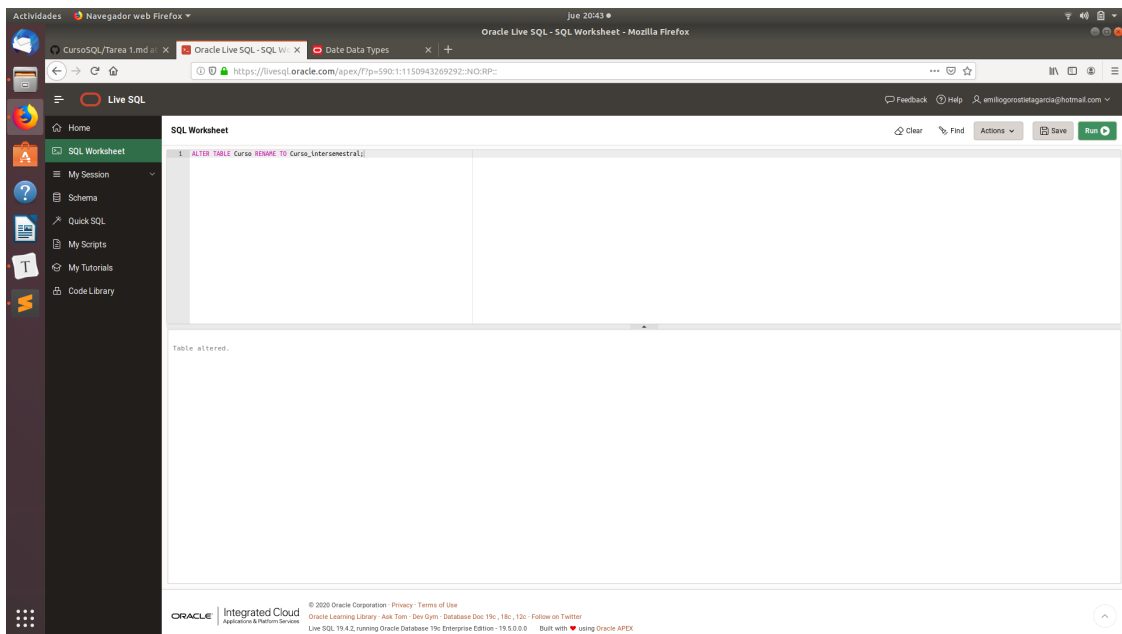 Actividades Navegador web Firefox ▾ jue 20:43 ●
Oracle Live SQL - SQL Worksheet - Mozilla Firefox
CursoSQL/Tarea 1.md at Oracle Live SQL - SQL Wo Date Data Types
https://livesql.oracle.com/apex/f?p=590:1:1150943269292::NO:RP::
Live SQL Feedback Help emiliogorostietagarcia@hotmail.com
Home
SQL Worksheet
My Session
Schema
Quick SQL
My Scripts
My Tutorials
Code Library
SQL Worksheet Clear Find Actions Save Run
1 ALTER TABLE Curso RENAME TO Curso_intersemestral;
Table altered.
ORACLE Integrated Cloud
Applications & Platform Services
© 2020 Oracle Corporation · Privacy · Terms of Use
Oracle Learning Library · Ask Tom · Dev Gym · Database Doc 19c , 18c , 12c · Follow on Twitter
Live SQL 19.4.2, running Oracle Database 19c Enterprise Edition - 19.5.0.0.0 Built with ❤ using Oracle APEX